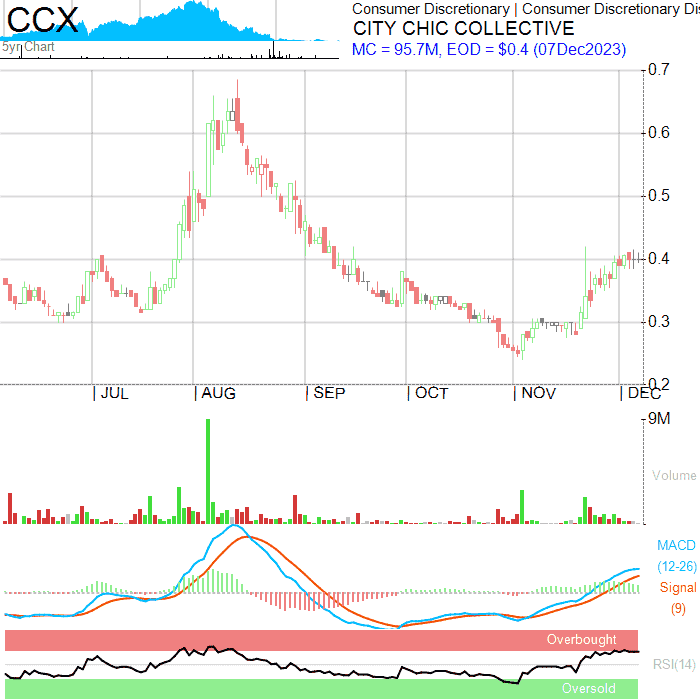 CCX
5yr Chart
Consumer Discretionary | Consumer Discretionary Dis
CITY CHIC COLLECTIVE
MC = 95.7M, EOD = $0.4 (07Dec2023)
0.7
0.6
0.5
0.4
0.3
0.2
| JUL | AUG | SEP | OCT | NOV | DEC
9M
Volume
MACD
(12-26)
Signal
(9)
Overbought
RSI(14)
Oversold